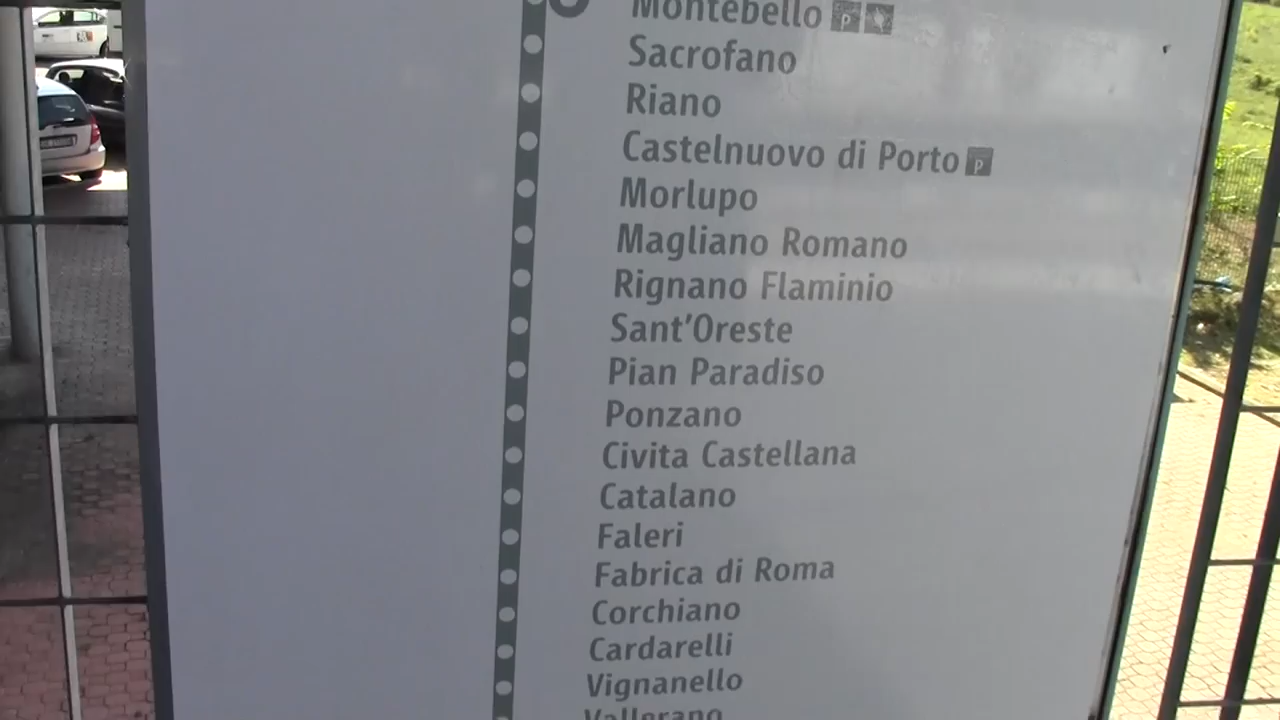 Montebello P
Sacrofano
Riano
Castelnuovo di Porto P
Morlupo
Magliano Romano
Rignano Flaminio
Sant'Oreste
Pian Paradiso
Ponzano
Civita Castellana
Catalano
Faleri
Fabrica di Roma
Corchiano
Cardarelli
Vignanello
Vallerano